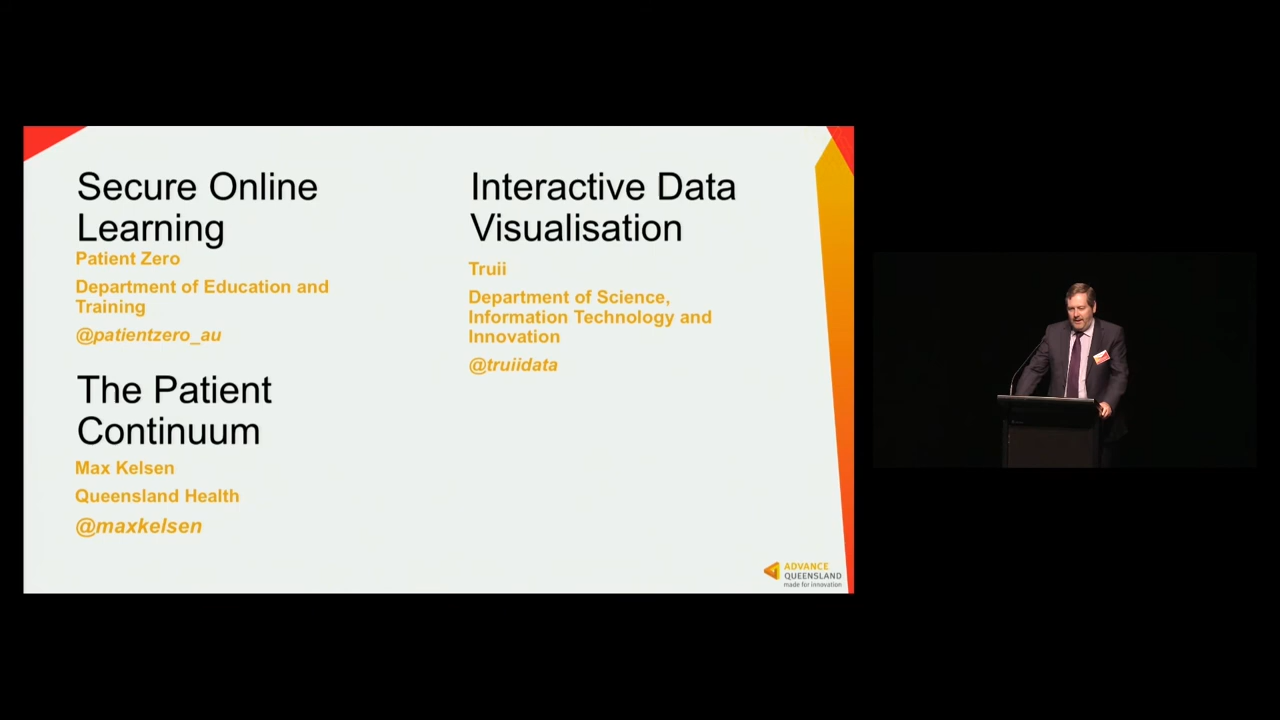 Secure Online
Learning
Patient Zero
Department of Education and
Training
@patientzero_au
The Patient
Continuum
Max Kelsen
Queensland Health
@maxkelsen
Interactive Data
Visualisation
Truii
Department of Science,
Information Technology and
Innovation
@truiidata
ADVANCE
QUEENSLAND
made for innovation